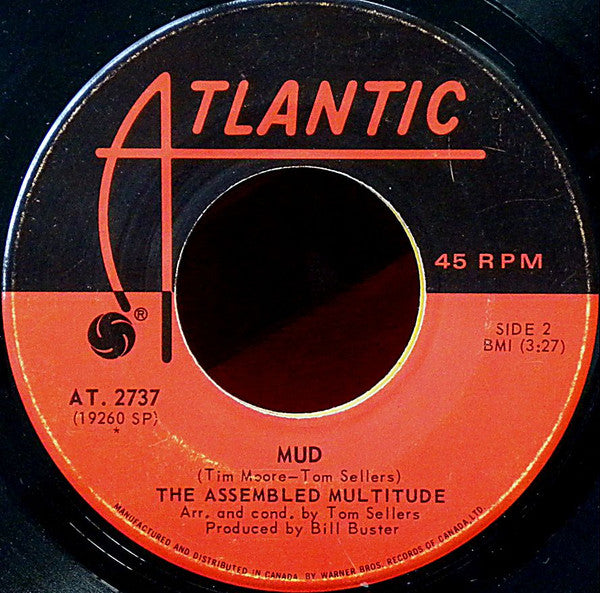 ATLANTIC
45 RPM
®
SIDE 2
BMI (3:27)
AT. 2737
(19260 SP)
*
MUD
(Tim Moore-Tom Sellers)
THE ASSEMBLED MULTITUDE
Arr. and cond. by Tom Sellers
Produced by Bill Buster
MANUFACTURED AND DISTRIBUTED IN CANADA, BY WARNER BROS. RECORDS OF CANADA, LTD.